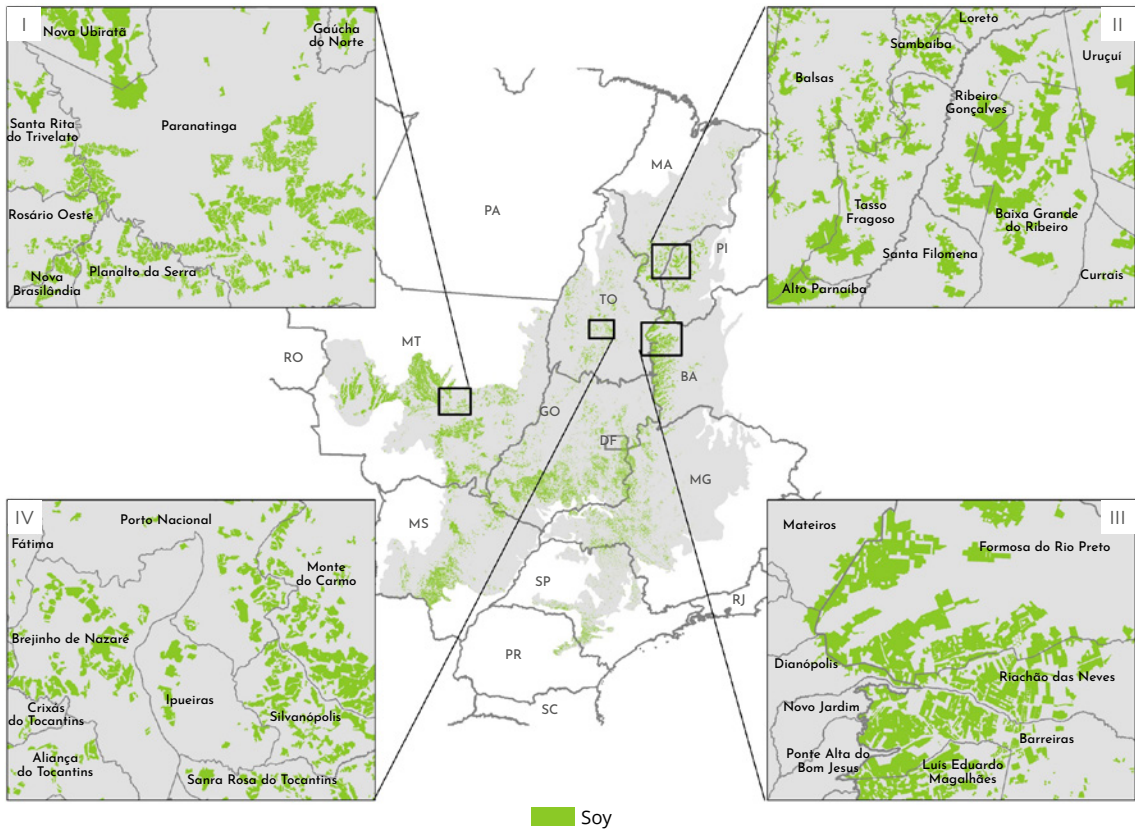 I
Nova Ubiratã
Gaúcha
do Norte
Santa Rita
do Trivelato
Paranatinga
Rosário Oeste
Planalto da Serra
Nova
Brasilândia
II
Loreto
Sambaíba
Uruçuí
Balsas
Ribeiro
Gonçalves
Tasso
Fragoso
Baixa Grande
do Ribeiro
Santa Filomena
Currais
Alto Parnaíba
MA
PA
PI
TO
RO
MT
BA
GO
DF
MG
MS
SP
RJ
PR
SC
IV
Porto Nacional
Fátima
Monte
do Carmo
Brejinho de Nazaré
Ipueiras
Crixás
do Tocantins
Silvanópolis
Aliança
do Tocantins
Sanra Rosa do Tocantins
III
Mateiros
Formosa do Rio Preto
Dianópolis
Riachão das Neves
Novo Jardim
Barreiras
Ponte Alta do
Bom Jesus
Luís Eduardo
Magalhães
Soy